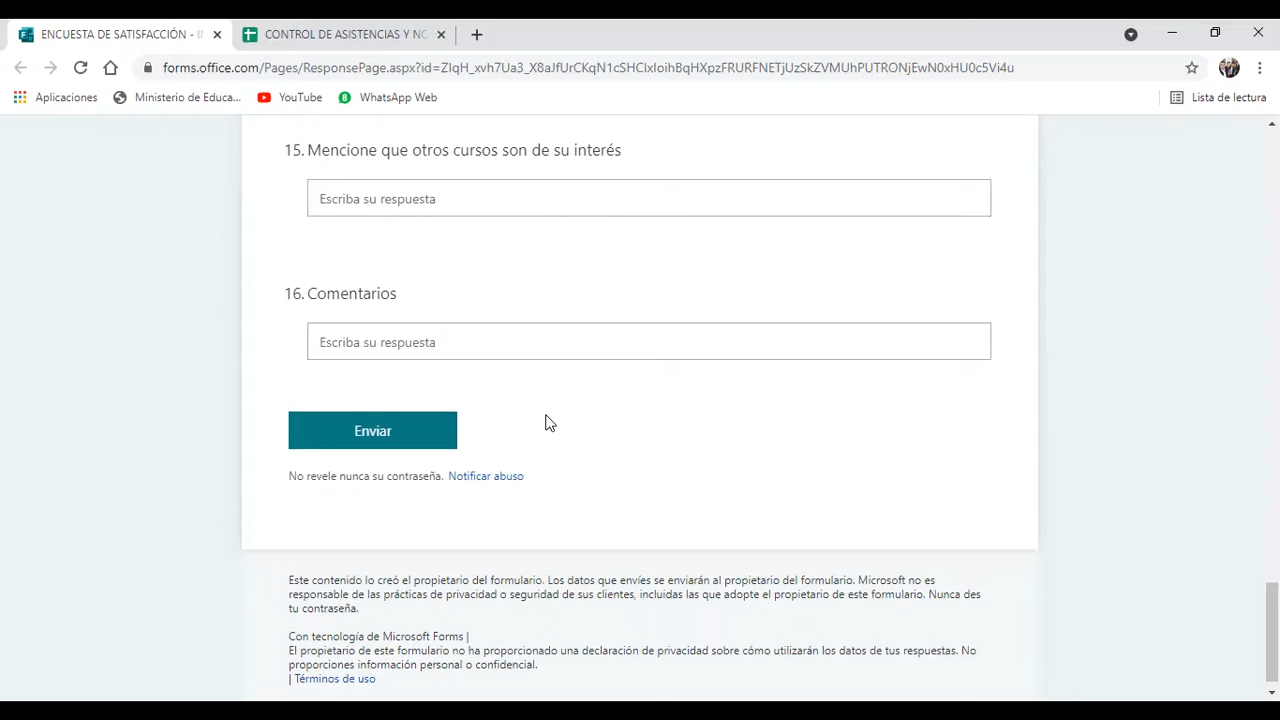 ENCUESTA DE SATISFACCIÓN - I
CONTROL DE ASISTENCIAS Y NO
forms.office.com/Pages/ResponsePage.aspx?id=ZIqH_xvh7Ua3_X8aJfUrCKqN1cSHCIxIoihBqHXpzFRURFNETjUzSkZVMUhPUTRONjEwN0xHU0c5Vi4u
Aplicaciones
Ministerio de Educa...
YouTube
WhatsApp Web
Lista de lectura
15. Mencione que otros cursos son de su interés
Escriba su respuesta
16. Comentarios
Escriba su respuesta
Enviar
No revele nunca su contraseña. Notificar abuso
Este contenido lo creó el propietario del formulario. Los datos que envíes se enviarán al propietario del formulario. Microsoft no es
responsable de las prácticas de privacidad o seguridad de sus clientes, incluidas las que adopte el propietario de este formulario. Nunca des
tu contraseña.
Con tecnología de Microsoft Forms |
El propietario de este formulario no ha proporcionado una declaración de privacidad sobre cómo utilizarán los datos de tus respuestas. No
proporciones información personal o confidencial.
| Términos de uso